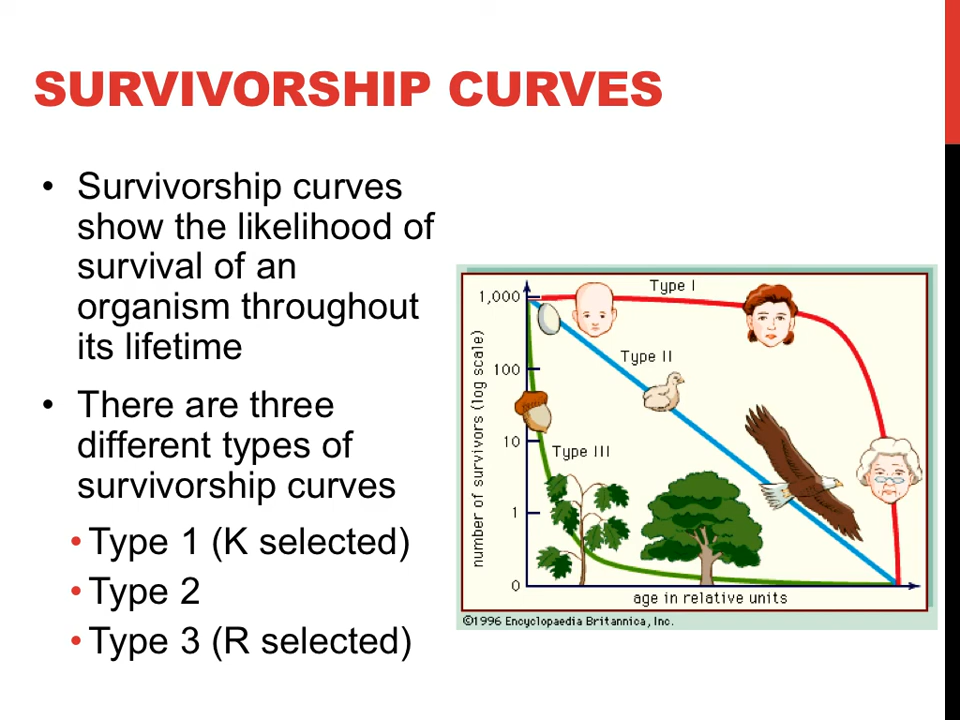 SURVIVORSHIP CURVES
• Survivorship curves
show the likelihood of
survival of an
organism throughout
its lifetime
• There are three
different types of
survivorship curves
• Type 1 (K selected)
• Type 2
• Type 3 (R selected)
number of survivors (log scale)
1,000
100
10
1
0
Type I
Type II
Type III
age in relative units
©1996 Encyclopaedia Britannica, Inc.